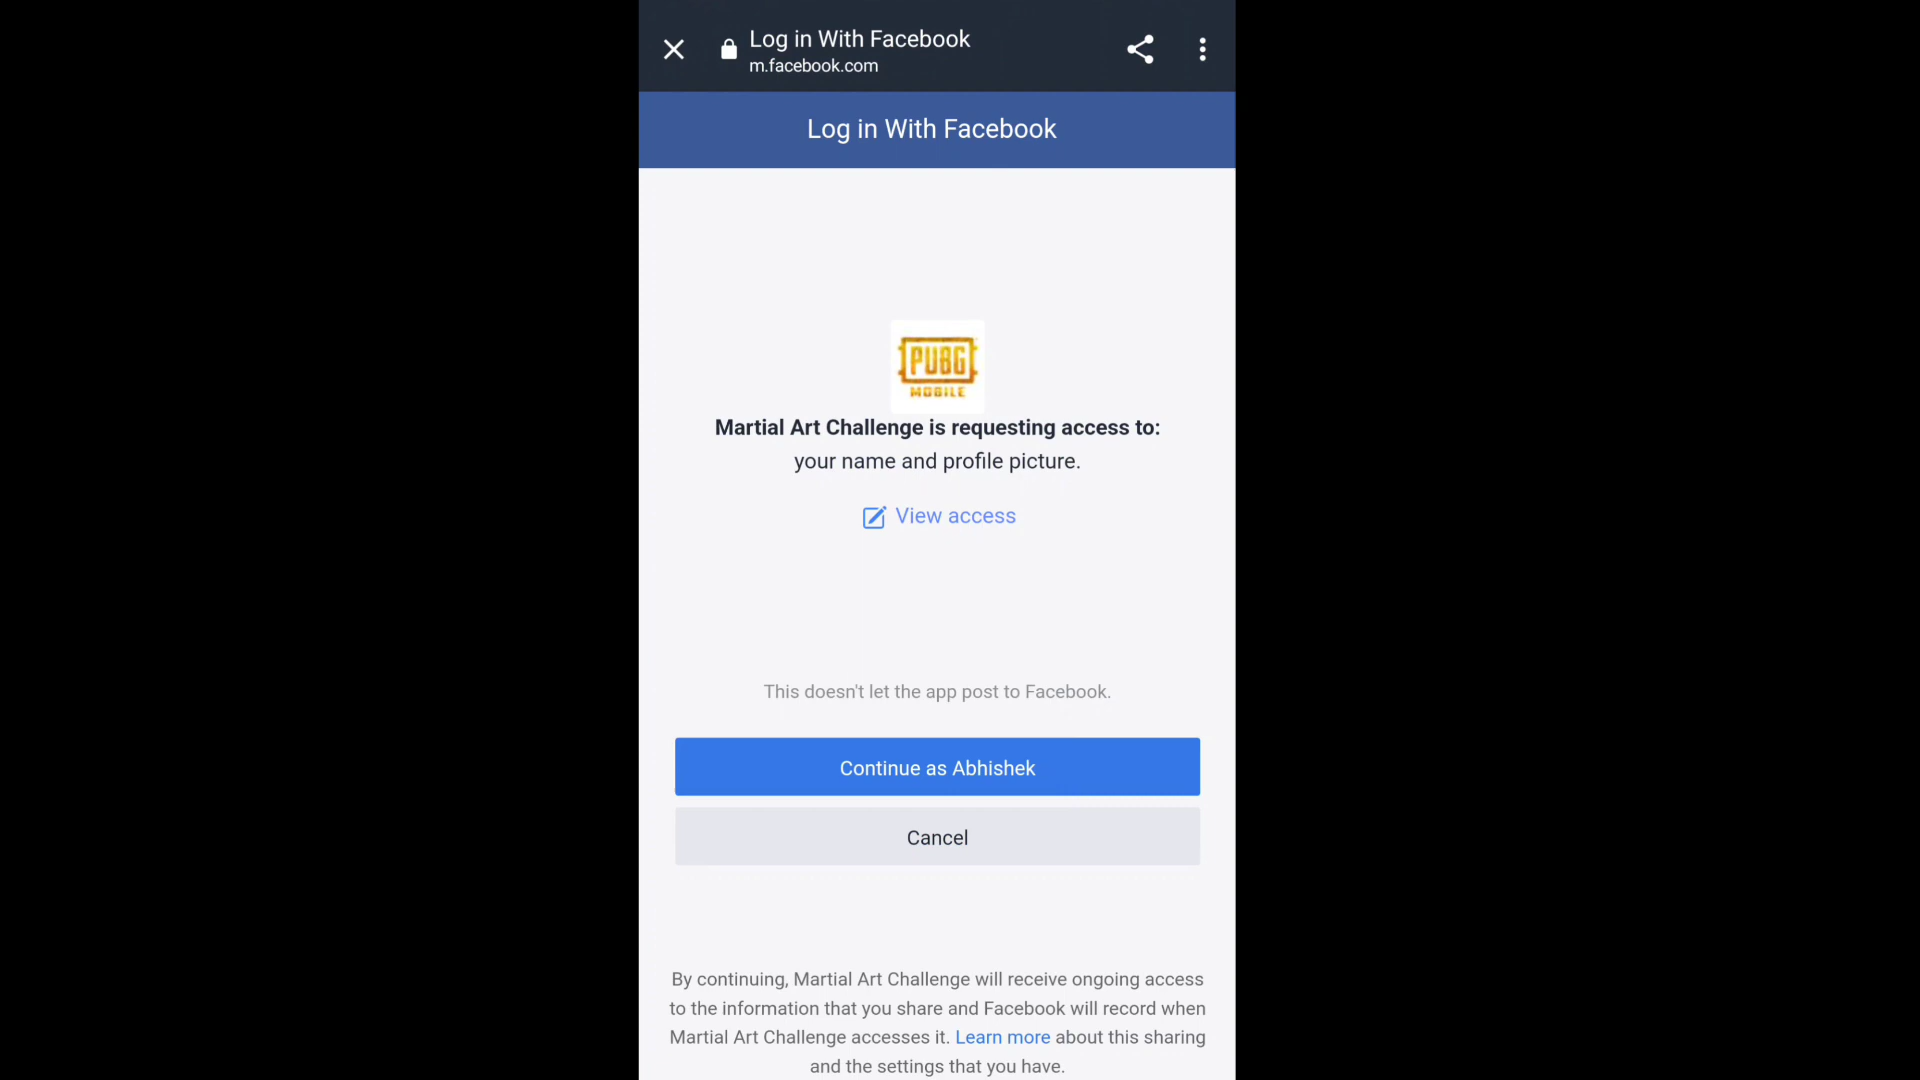 Log in With Facebook
m.facebook.com
Log in With Facebook
PUBG
MOBILE
Martial Art Challenge is requesting access to:
your name and profile picture.
View access
This doesn't let the app post to Facebook.
Continue as Abhishek
Cancel
By continuing, Martial Art Challenge will receive ongoing access
to the information that you share and Facebook will record when
Martial Art Challenge accesses it. Learn more about this sharing
and the settings that you have.